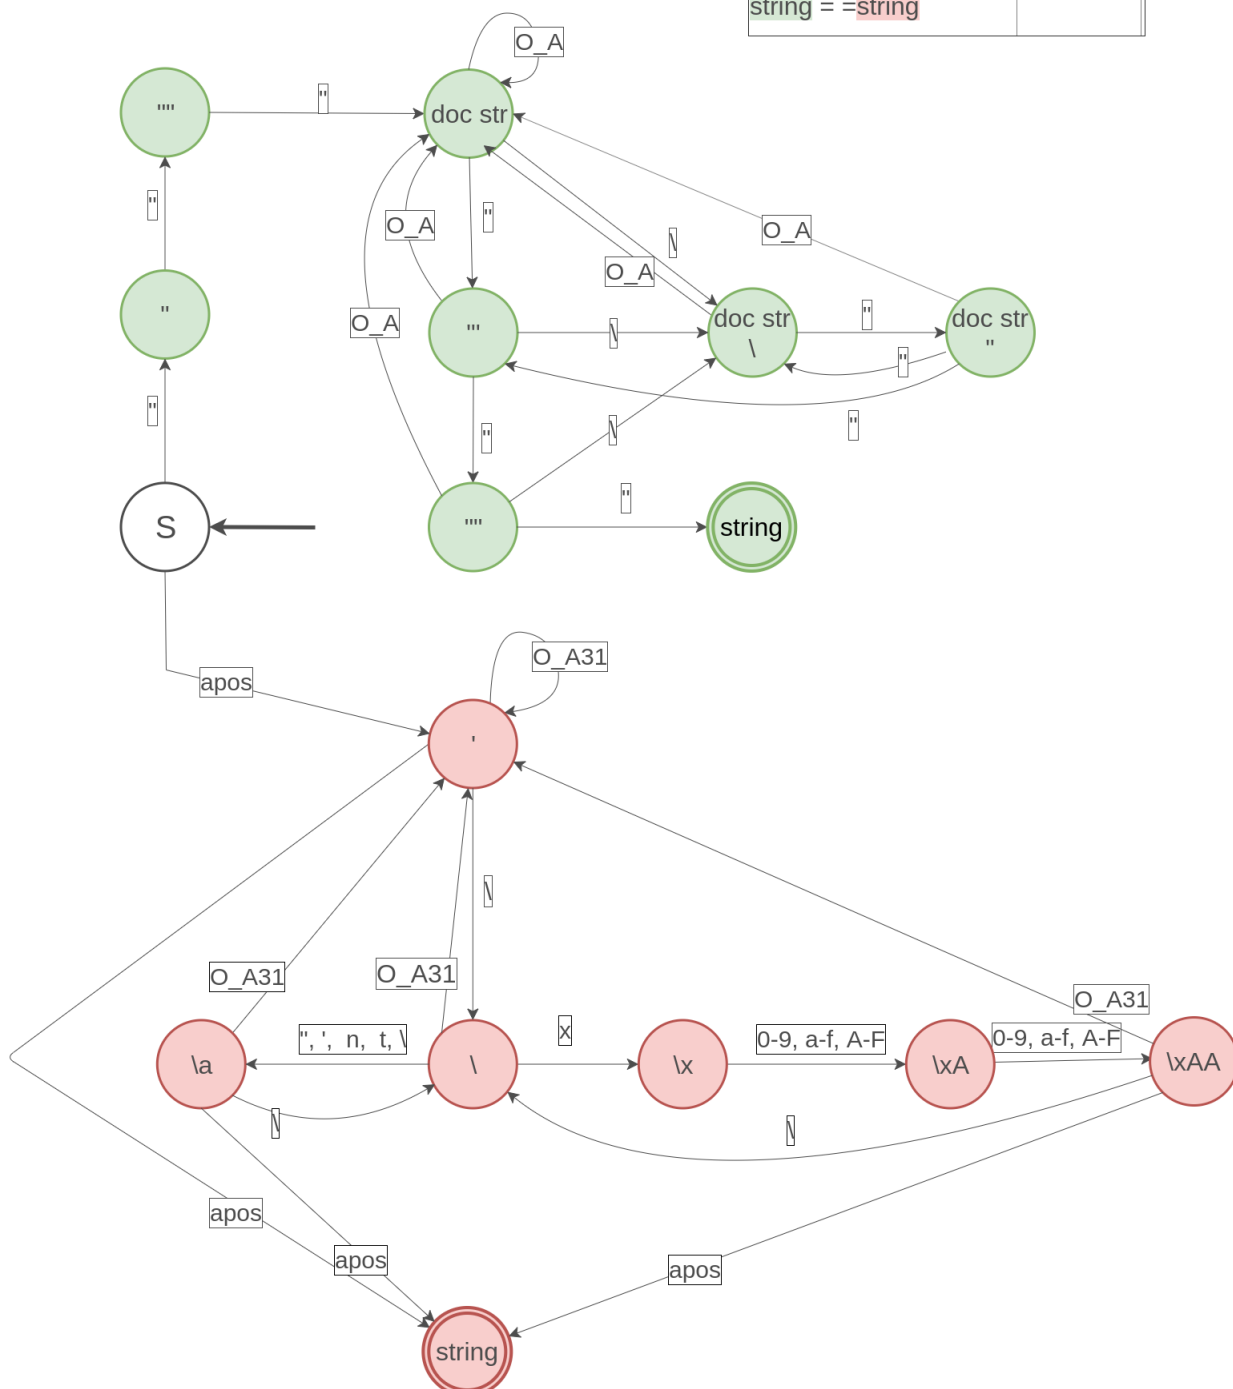 string = =string
O_A
""
"
doc str
"
O_A
"
\
O_A
O_A
"
doc str
\
"
doc str
"
"'
\
"
O_A
"
"
"
\
""
"
string
S
apos
O_A31
'
\
O_A31
O_A31
O_A31
", ', n, t, \
x
0-9, a-f, A-F
0-9, a-f, A-F
\a
\
\x
\xA
\xAA
\
\
apos
apos
apos
string